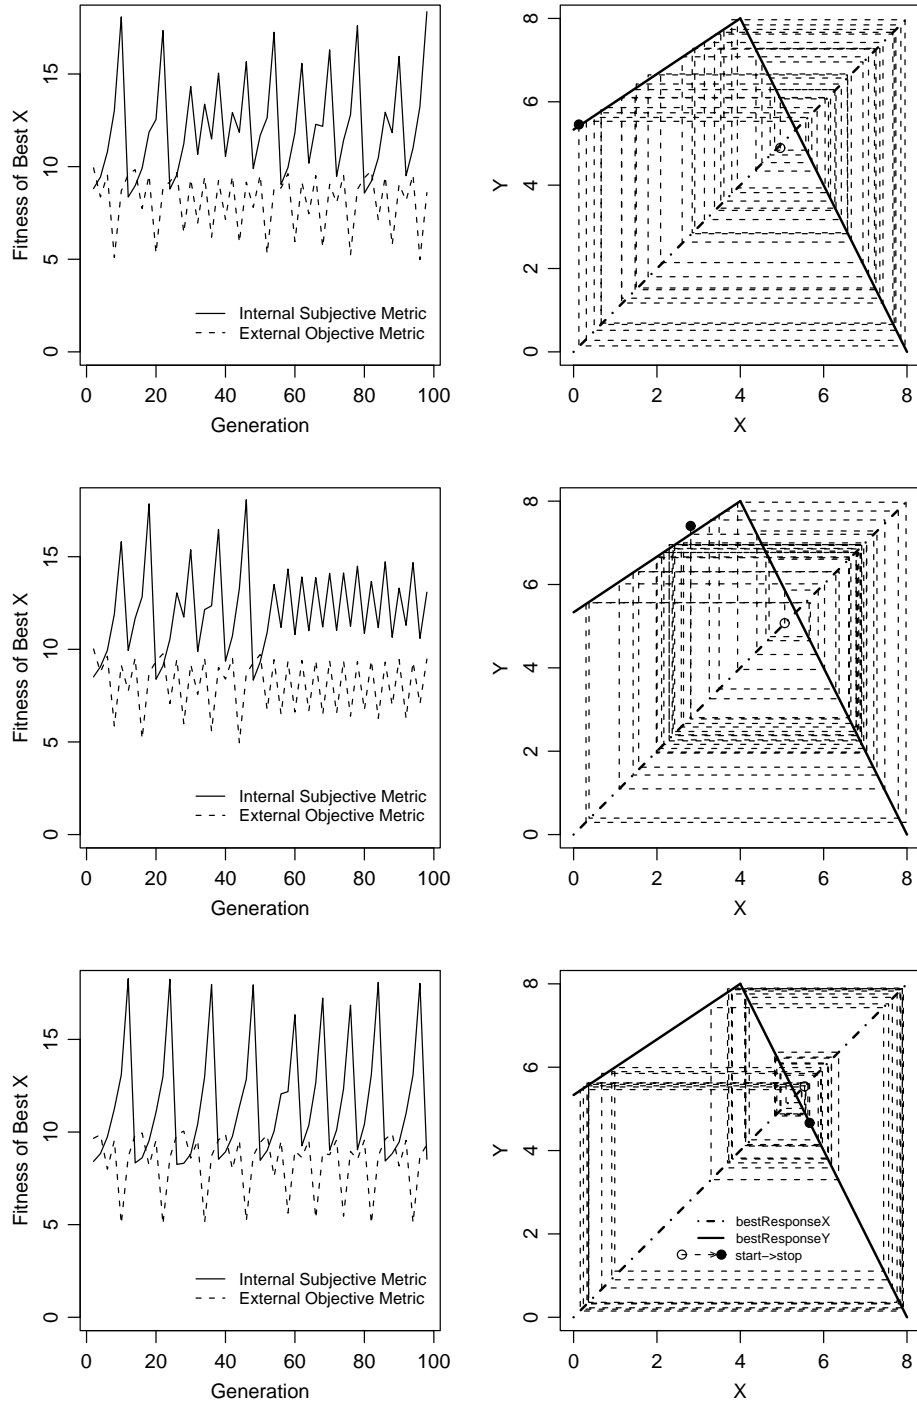 15
10
5
0
Fitness of Best X
Internal Subjective Metric
External Objective Metric
0 20 40 60 80 100
Generation
8
6
4
2
0
Y
0 2 4 6 8
X
15
10
5
0
Fitness of Best X
Internal Subjective Metric
External Objective Metric
0 20 40 60 80 100
Generation
8
6
4
2
0
Y
0 2 4 6 8
X
15
10
5
0
Fitness of Best X
Internal Subjective Metric
External Objective Metric
0 20 40 60 80 100
Generation
8
6
4
2
0
Y
bestResponseX
bestResponseY
start->stop
0 2 4 6 8
X